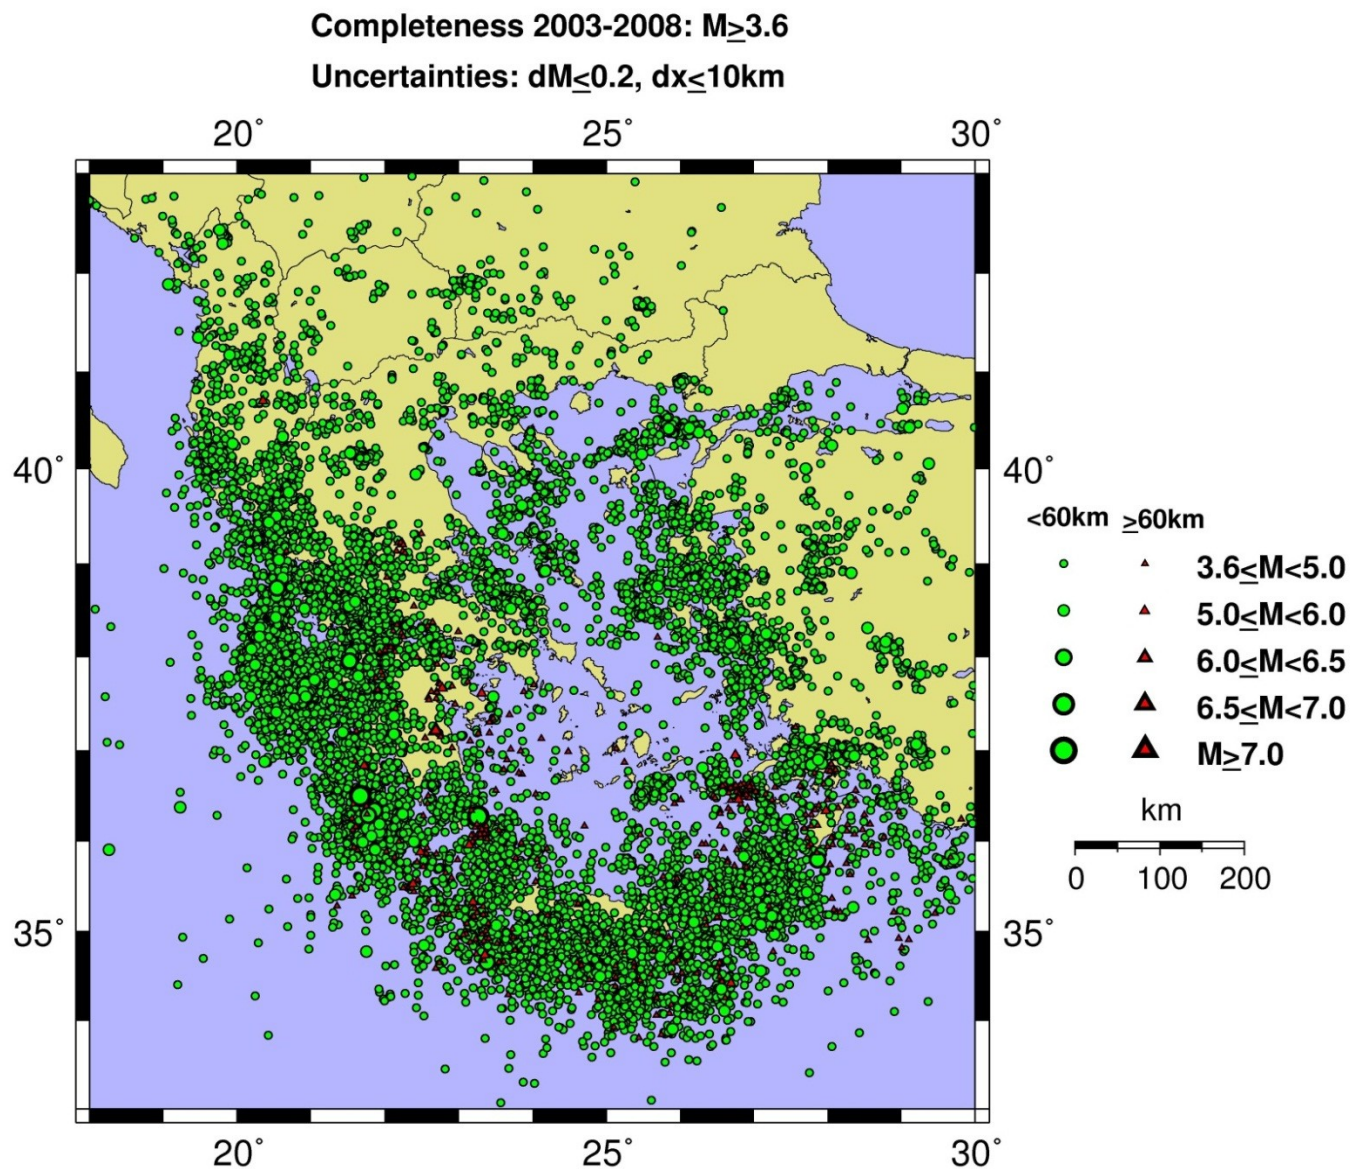 Completeness 2003-2008: M≥3.6
Uncertainties: dM≤0.2, dx≤10km
20° 25° 30°
40° 40°
<60km ≥60km
3.6≤M<5.0
5.0≤M<6.0
6.0≤M<6.5
6.5≤M<7.0
M≥7.0
km
0 100 200
35° 35°
20° 25° 30°